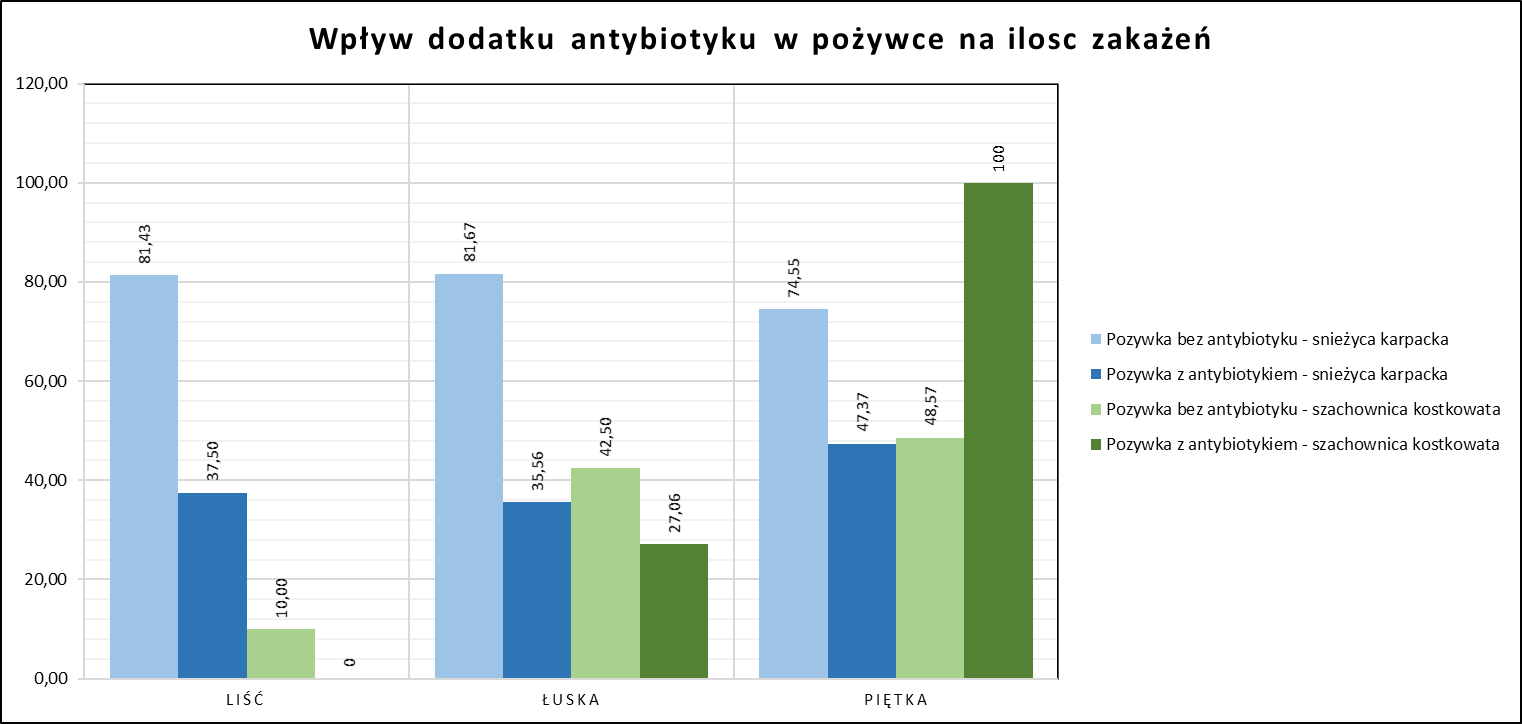 Wpływ dodatku antybiotyku w pożywce na ilosc zakażeń
120,00
100,00
80,00
60,00
40,00
20,00
0,00
81,43
37,50
10,00
0
81,67
35,56
42,50
27,06
74,55
47,37
48,57
100
LIŚĆ
ŁUSKA
PIĘTKA
Pozywka bez antybiotyku - snieżyca karpacka
Pozywka z antybiotykiem - snieżyca karpacka
Pozywka bez antybiotyku - szachownica kostkowata
Pozywka z antybiotykiem - szachownica kostkowata